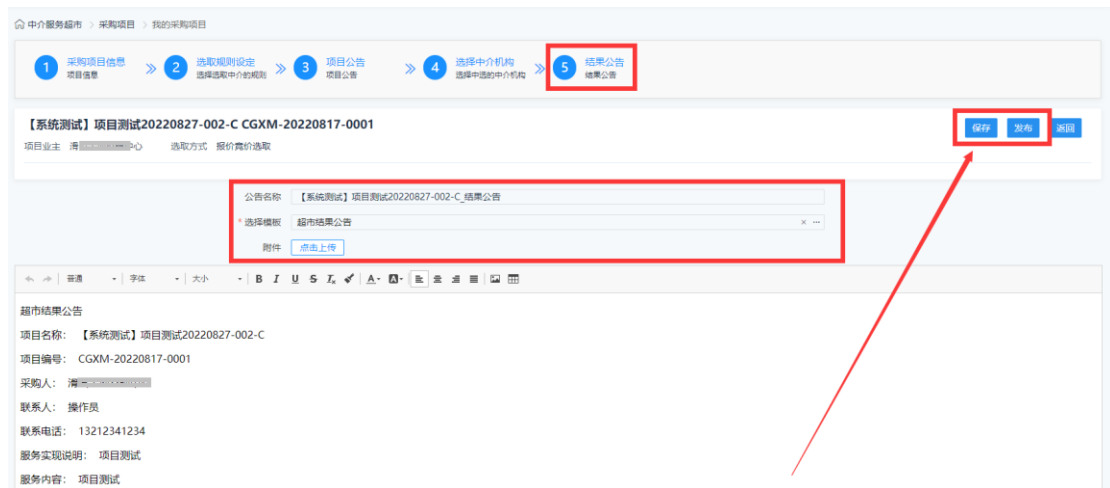 中介服务超市 > 采购项目 > 我的采购项目
1 采购项目信息 项目信息 2 选取规则设定 选择选取中介的规则 3 项目公告 项目公告 4 选择中介机构 选择中选的中介机构 5 结果公告 结果公告
【系统测试】项目测试20220827-002-C CGXM-20220817-0001
保存 发布 返回
项目业主 心 选取方式 报价竞价选取
公告名称 【系统测试】项目测试20220827-002-C_结果公告
* 选择模板 超市结果公告 × ···
附件 点击上传
普通 字体 大小 B I U S Ix A A
超市结果公告
项目名称： 【系统测试】项目测试20220827-002-C
项目编号： CGXM-20220817-0001
采购人：
联系人： 操作员
联系电话： 13212341234
服务实现说明： 项目测试
服务内容： 项目测试